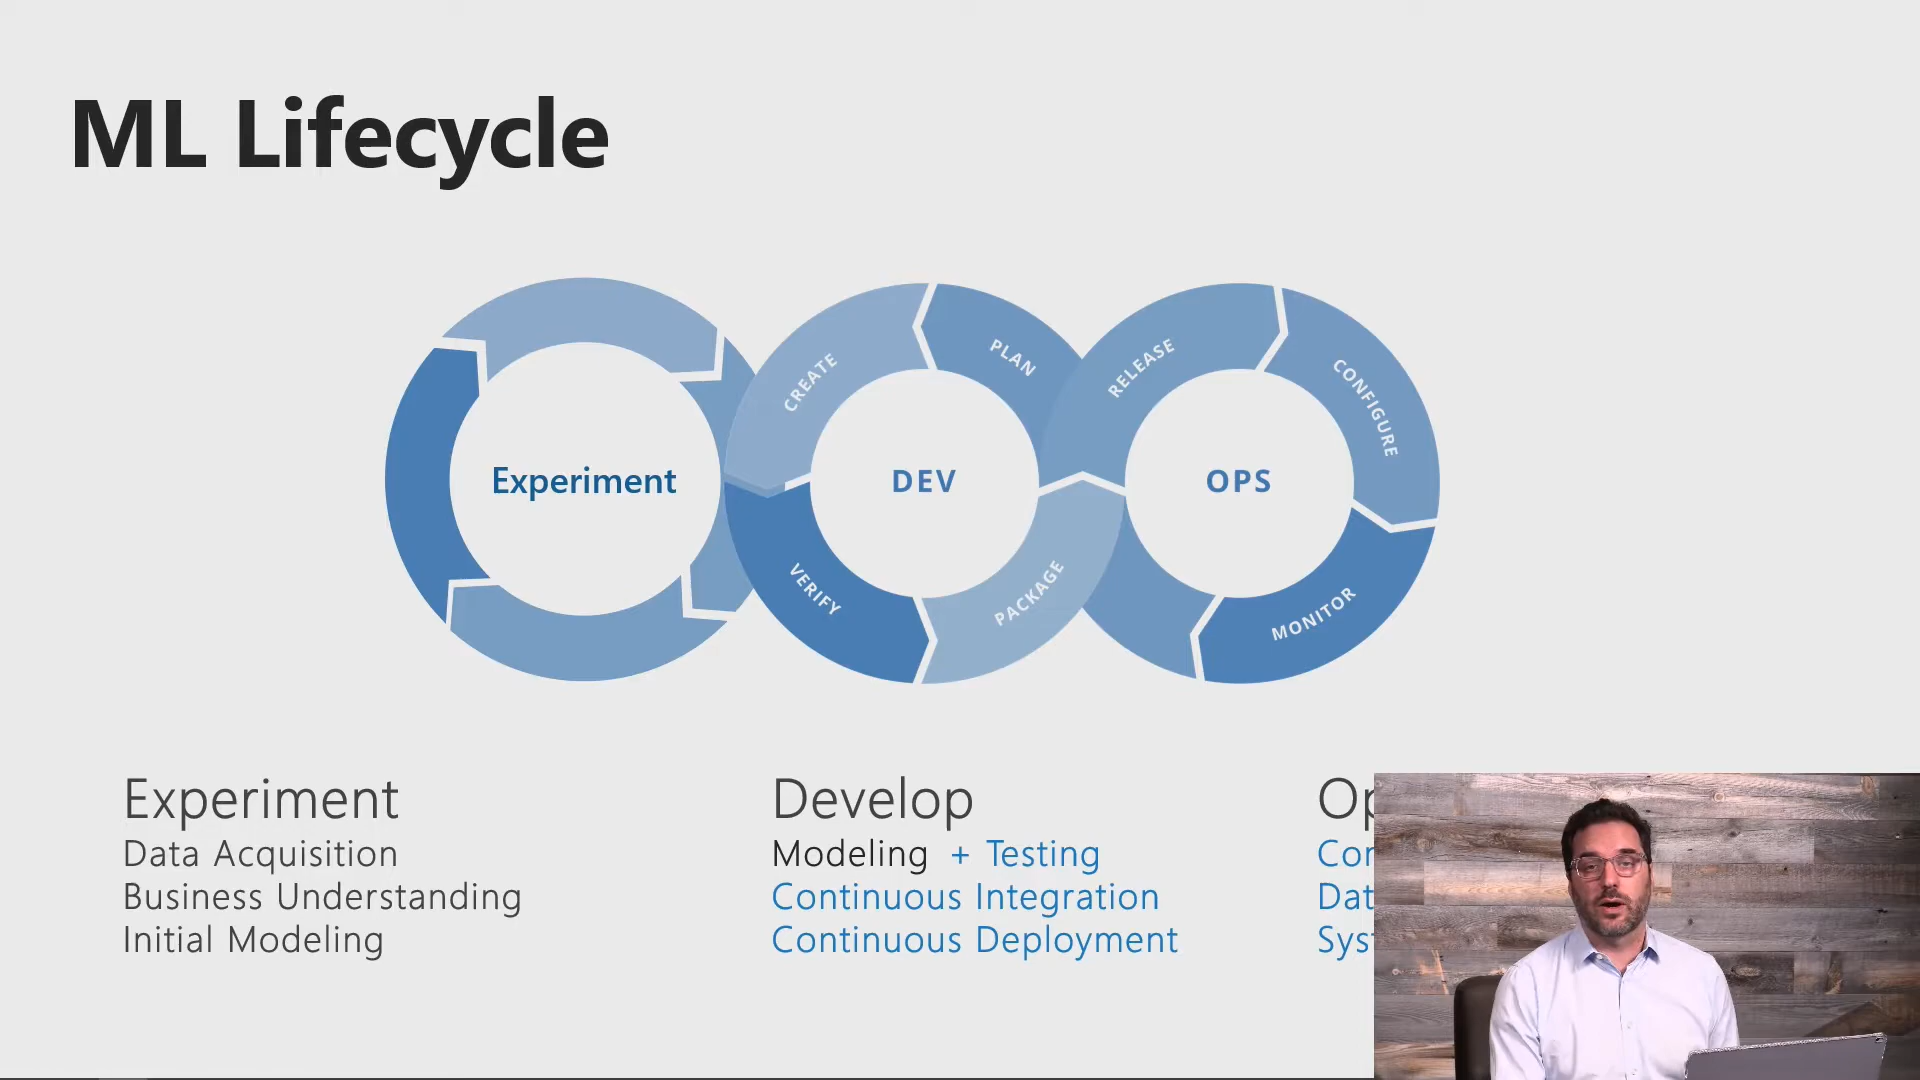 ML Lifecycle
CREATE
PLAN
RELEASE
CONFIGURE
Experiment
DEV
OPS
VERIFY
PACKAGE
MONITOR
Experiment
Data Acquisition
Business Understanding
Initial Modeling
Develop
Modeling + Testing
Continuous Integration
Continuous Deployment